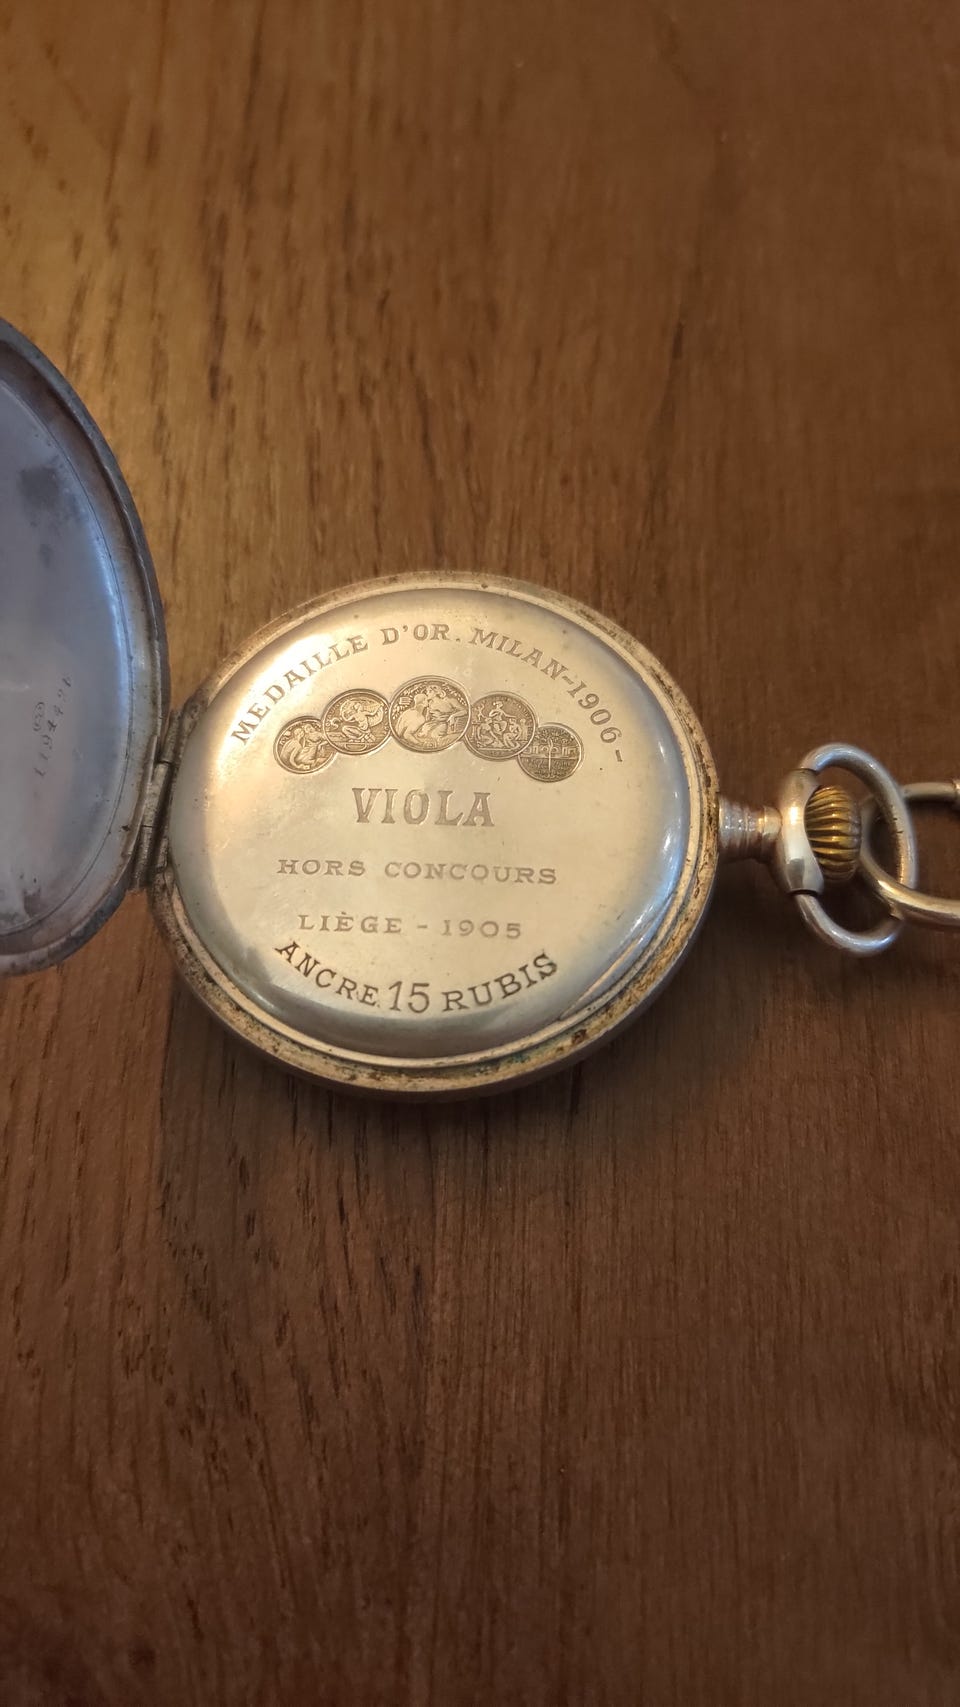 MEDAILLE D'OR. MILAN-1906-
VIOLA
HORS CONCOURS
LIÈGE - 1905
ANCRE 15 RUBIS